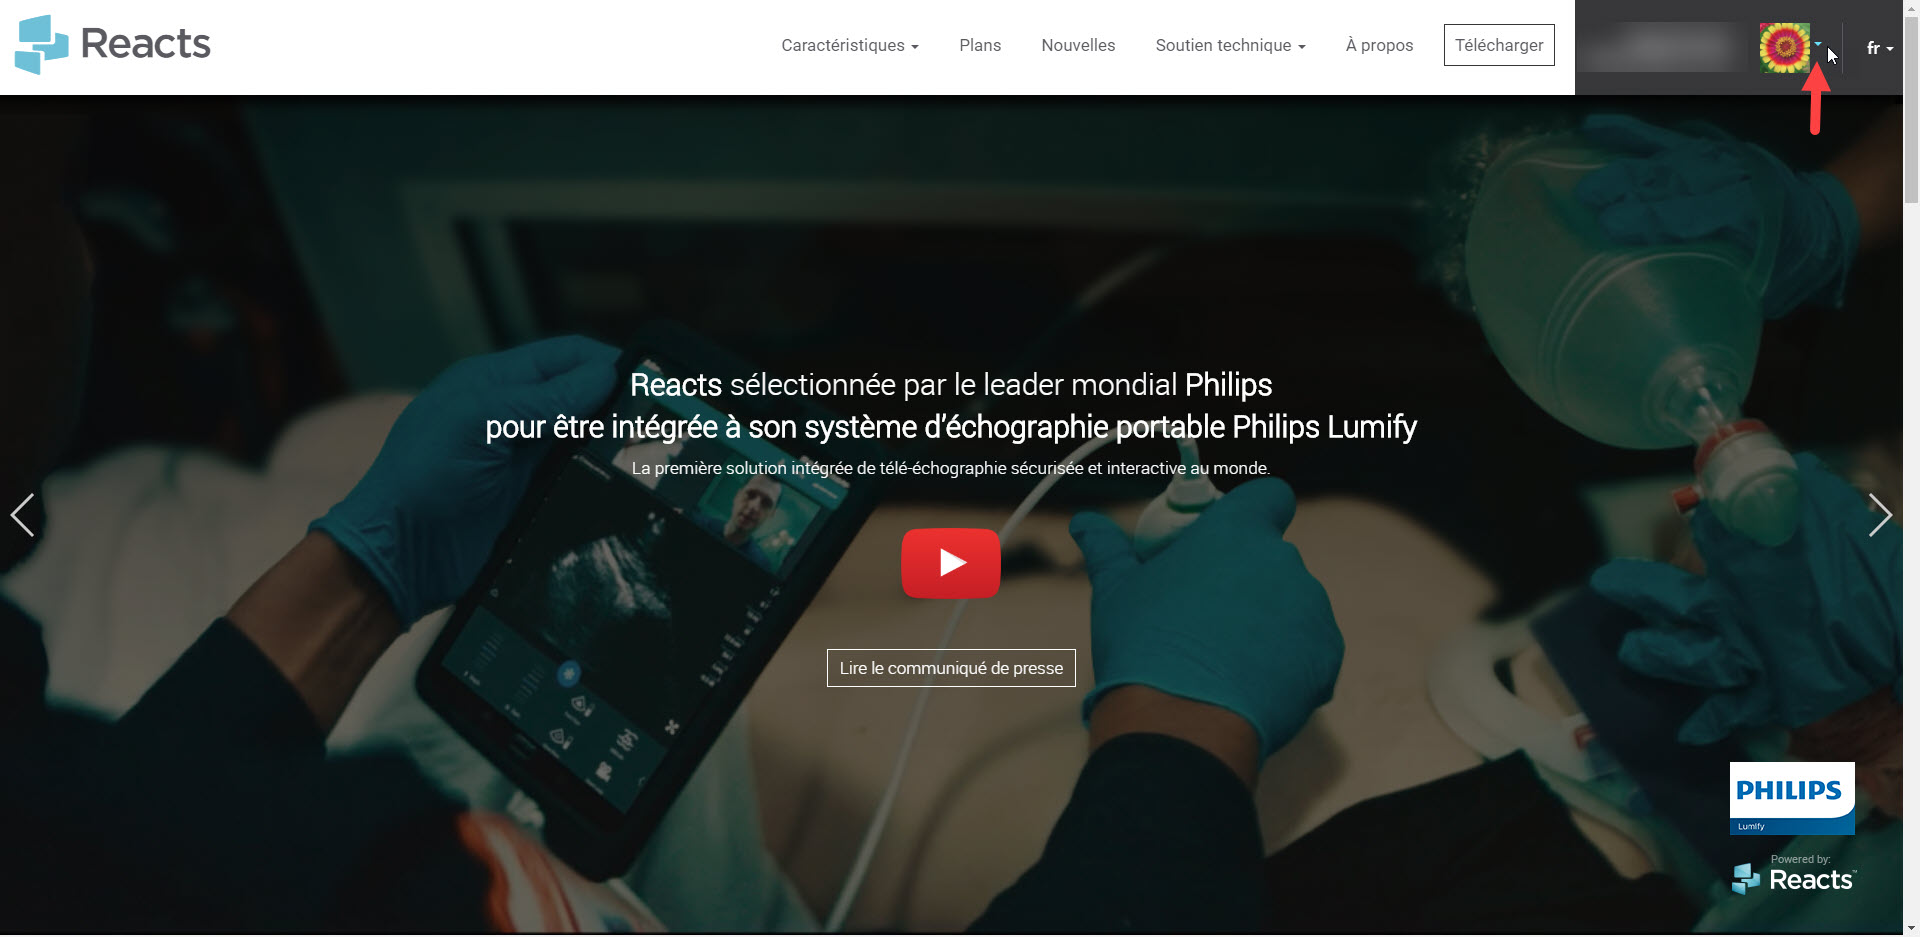 Reacts
Caractéristiques
Plans
Nouvelles
Soutien technique
À propos
Télécharger
fr
Reacts sélectionnée par le leader mondial Philips
pour être intégrée à son système d’échographie portable Philips Lumify
La première solution intégrée de télé-échographie sécurisée et interactive au monde.
Lire le communiqué de presse
PHILIPS
Lumify
Powered by:
Reacts™